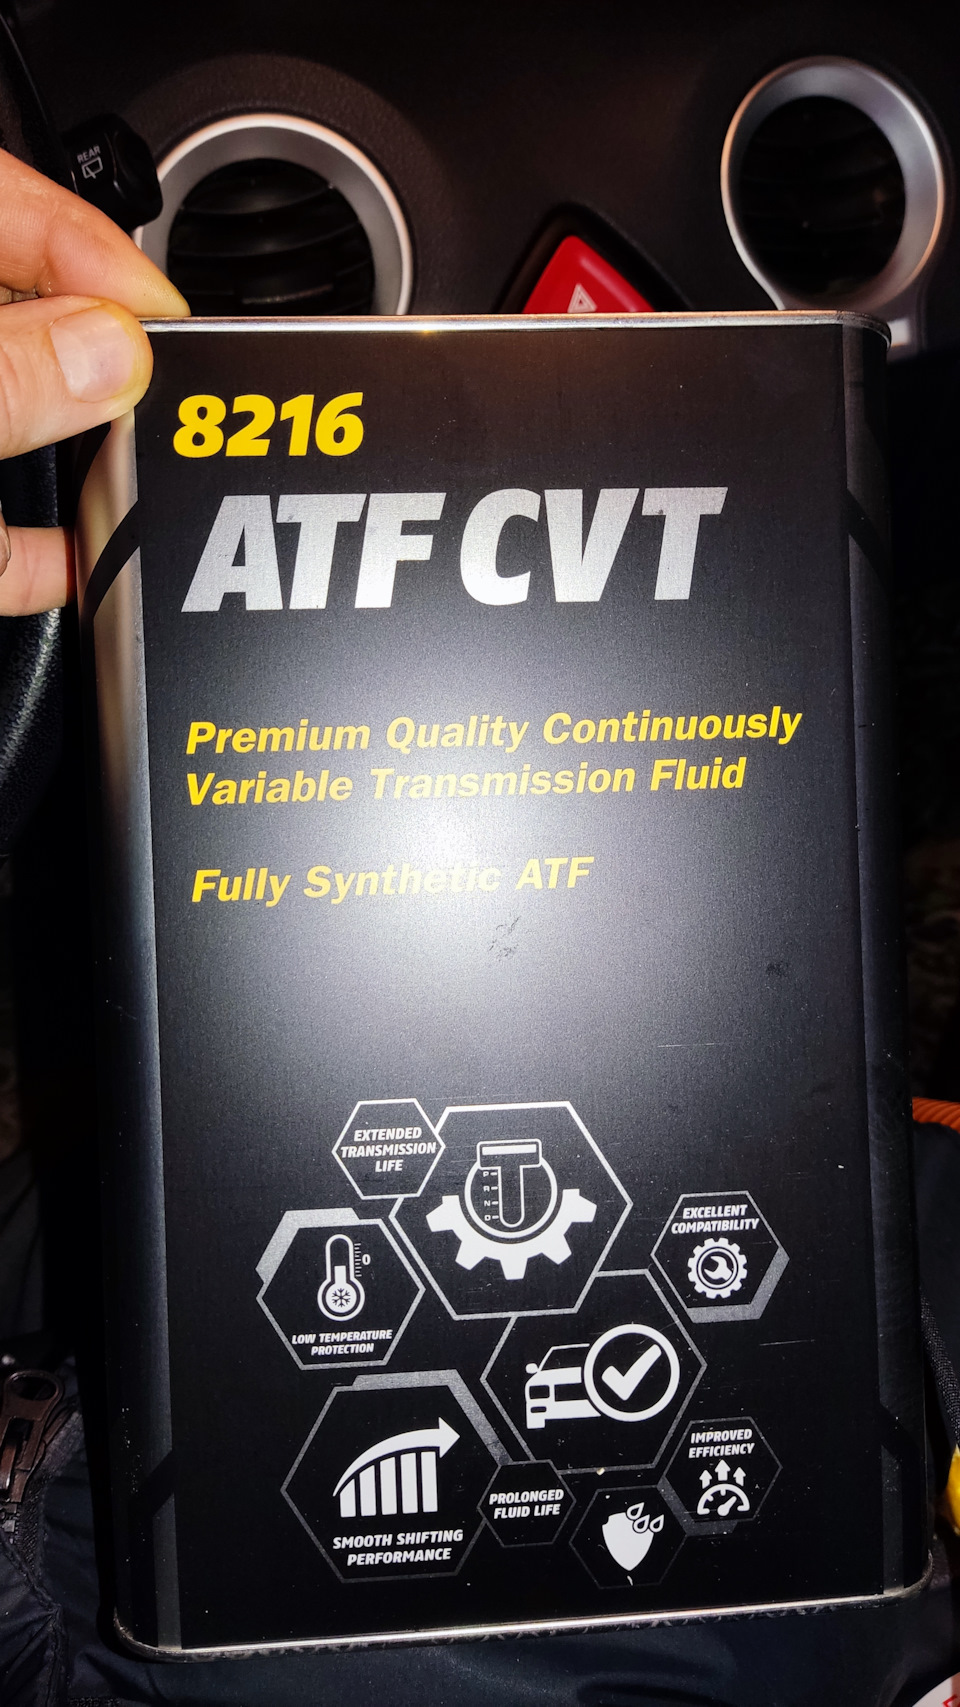 REAR
8216
ATF CVT
Premium Quality Continuously
Variable Transmission Fluid
Fully Synthetic ATF
EXTENDED
TRANSMISSION
LIFE
P
R
N
D
EXCELLENT
COMPATIBILITY
0
LOW TEMPERATURE
PROTECTION
IMPROVED
EFFICIENCY
PROLONGED
FLUID LIFE
SMOOTH SHIFTING
PERFORMANCE